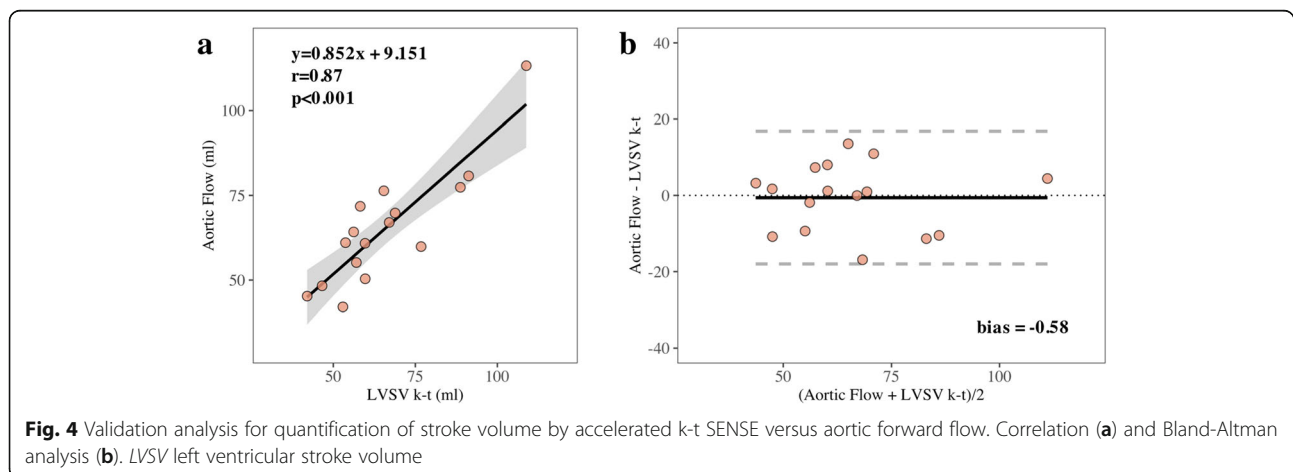 a
y=0.852x + 9.151
r=0.87
p<0.001
100
75
50
Aortic Flow (ml)
50 75 100
LVSV k-t (ml)
b
40
20
0
-20
-40
Aortic Flow - LVSV k-t
bias = -0.58
50 75 100
(Aortic Flow + LVSV k-t)/2
Fig. 4 Validation analysis for quantification of stroke volume by accelerated k-t SENSE versus aortic forward flow. Correlation (a) and Bland-Altman
analysis (b). LVSV left ventricular stroke volume